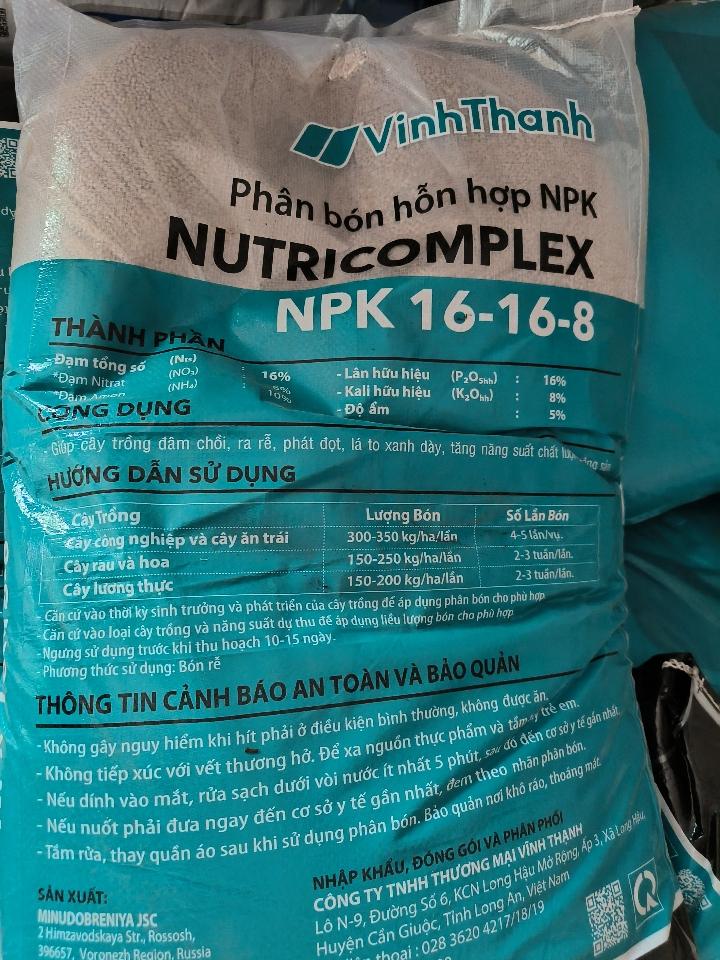 VinhThanh
Phân bón hỗn hợp NPK
NUTRICOMPLEX
NPK 16-16-8
THÀNH PHẦN
Đạm tổng số (Nts) : 16%
*Đạm Nitrat (NO3)
*Đạm Amon (NH4) 10%
- Lân hữu hiệu (P2O5hh) : 16%
- Kali hữu hiệu (K2Ohh) : 8%
- Độ ẩm : 5%
CÔNG DỤNG
- Giúp cây trồng đâm chồi, ra rễ, phát đọt, lá to xanh dày, tăng năng suất chất lượng nông sản
HƯỚNG DẪN SỬ DỤNG
Cây Trồng Lượng Bón Số Lần Bón
Cây công nghiệp và cây ăn trái 300-350 kg/ha/lần 4-5 lần/vụ.
Cây rau và hoa 150-250 kg/ha/lần 2-3 tuần/lần.
Cây lương thực 150-200 kg/ha/lần 2-3 tuần/lần.
- Căn cứ vào thời kỳ sinh trưởng và phát triển của cây trồng để áp dụng phân bón cho phù hợp
- Căn cứ vào loại cây trồng và năng suất dự thu để áp dụng liều lượng bón cho phù hợp
- Ngưng sử dụng trước khi thu hoạch 10-15 ngày.
- Phương thức sử dụng: Bón rễ
THÔNG TIN CẢNH BÁO AN TOÀN VÀ BẢO QUẢN
- Không gây nguy hiểm khi hít phải ở điều kiện bình thường, không được ăn.
- Không tiếp xúc với vết thương hở. Để xa nguồn thực phẩm và tầm tay trẻ em.
- Nếu dính vào mắt, rửa sạch dưới vòi nước ít nhất 5 phút, sau đó đến cơ sở y tế gần nhất.
- Nếu nuốt phải đưa ngay đến cơ sở y tế gần nhất, đem theo nhãn phân bón.
- Tắm rửa, thay quần áo sau khi sử dụng phân bón. Bảo quản nơi khô ráo, thoáng mát.
SẢN XUẤT:
MINUDOBRENIYA JSC
2 Himzavodskaya Str., Rossosh,
396657, Voronezh Region, Russia
NHẬP KHẨU, ĐÓNG GÓI VÀ PHÂN PHỐI
CÔNG TY TNHH THƯƠNG MẠI VĨNH THẠNH
Lô N-9, Đường Số 6, KCN Long Hậu Mở Rộng, Ấp 3, Xã Long Hậu,
Huyện Cần Giuộc, Tỉnh Long An, Việt Nam
Điện thoại : 028 3620 4217/18/19